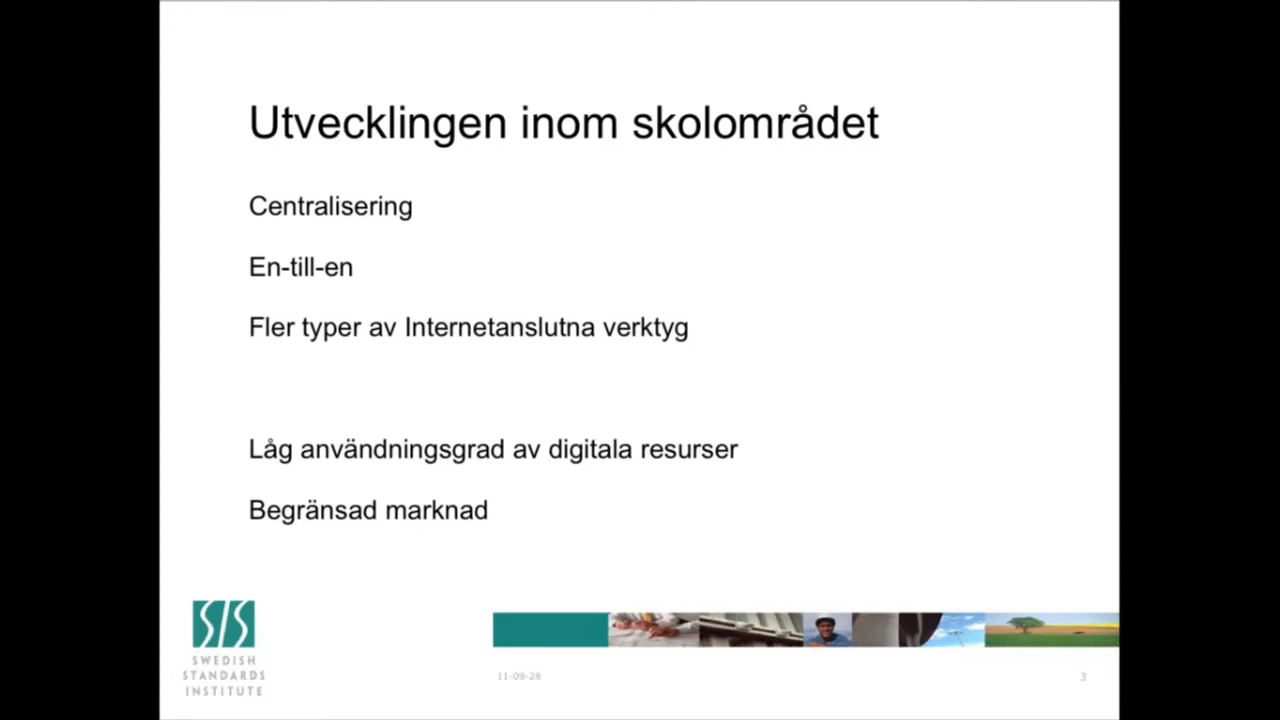 Utvecklingen inom skolområdet
Centralisering
En-till-en
Fler typer av Internetanslutna verktyg
Låg användningsgrad av digitala resurser
Begränsad marknad
SIS
SWEDISH
STANDARDS
INSTITUTE
11-09-28
3